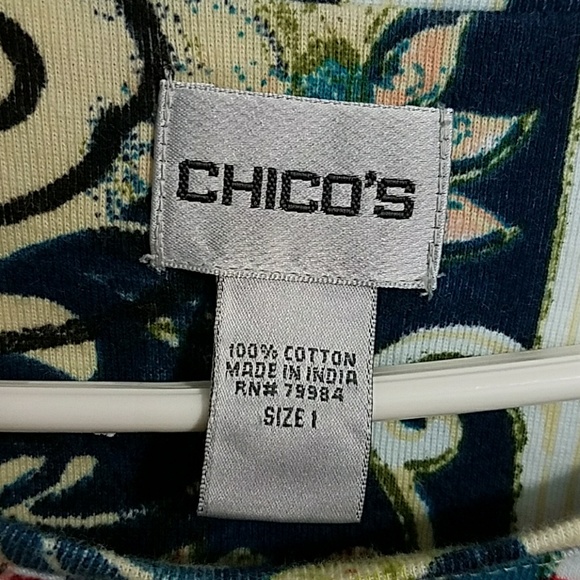 CHICO'S
100% COTTON
MADE IN INDIA
RN# 79984
SIZE 1